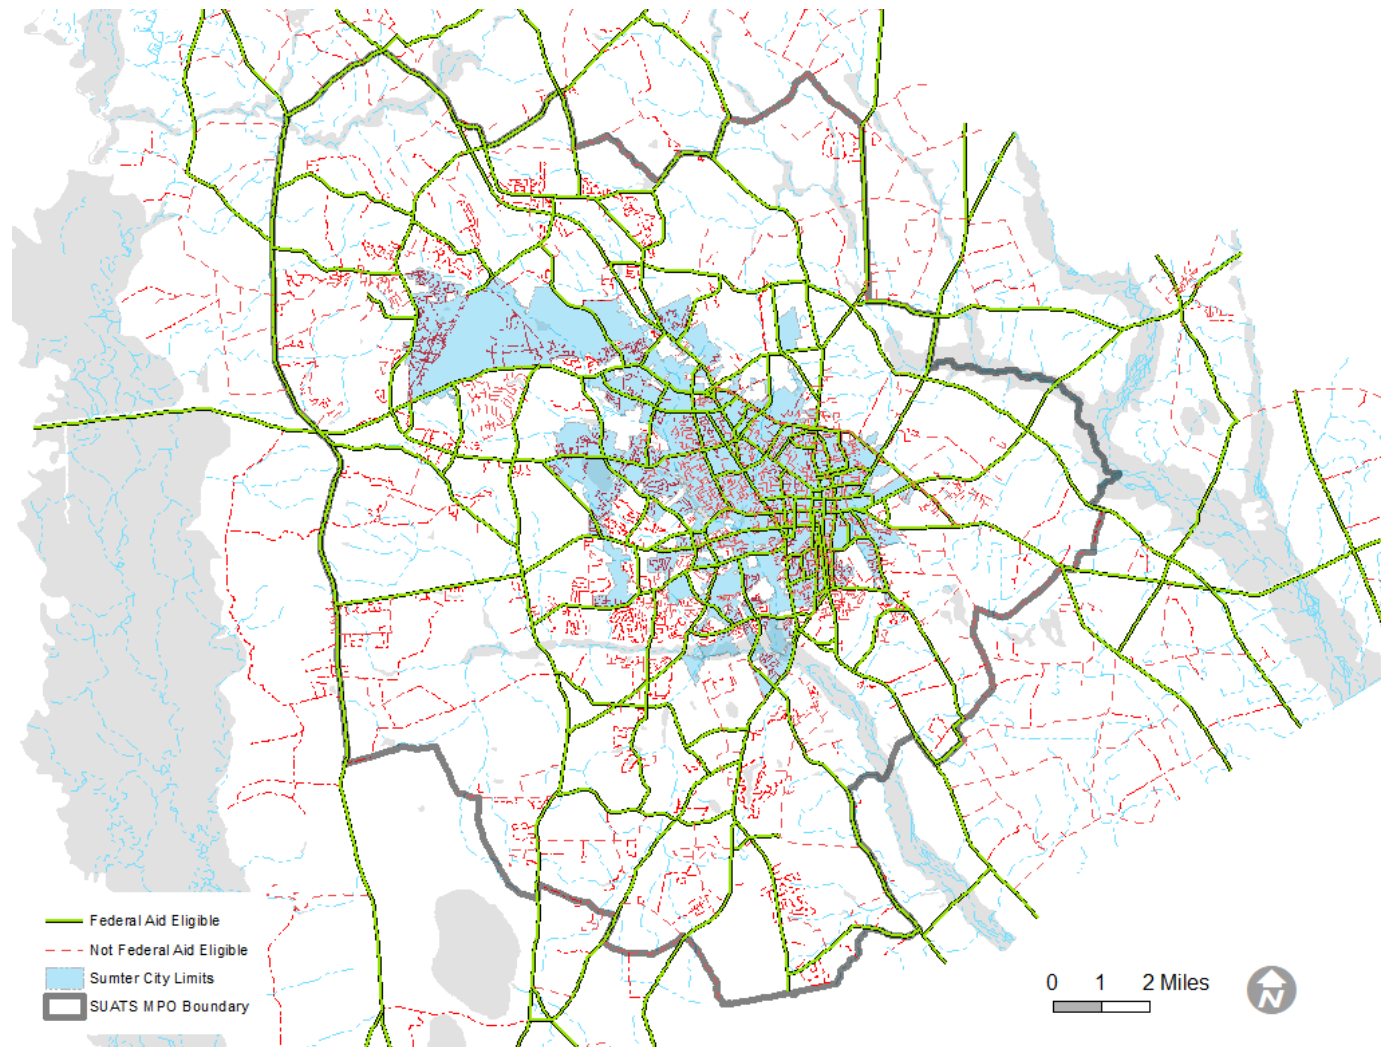 Federal Aid Eligible
Not Federal Aid Eligible
Sumter City Limits
SUATS MPO Boundary
0 1 2 Miles
N